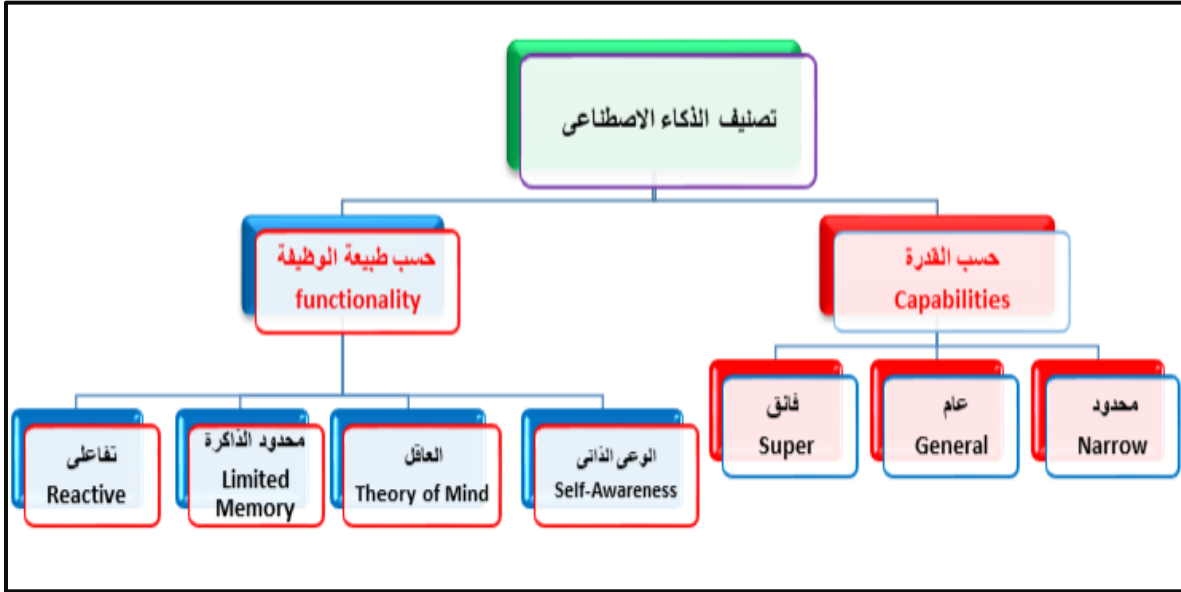 تصنيف الذكاء الاصطناعى
حسب القدرة
Capabilities
حسب طبيعة الوظيفة
functionality
محدود
Narrow
عام
General
فائق
Super
الوعى الذاتى
Self-Awareness
العاقل
Theory of Mind
محدود الذاكرة
Limited
Memory
تفاعلى
Reactive